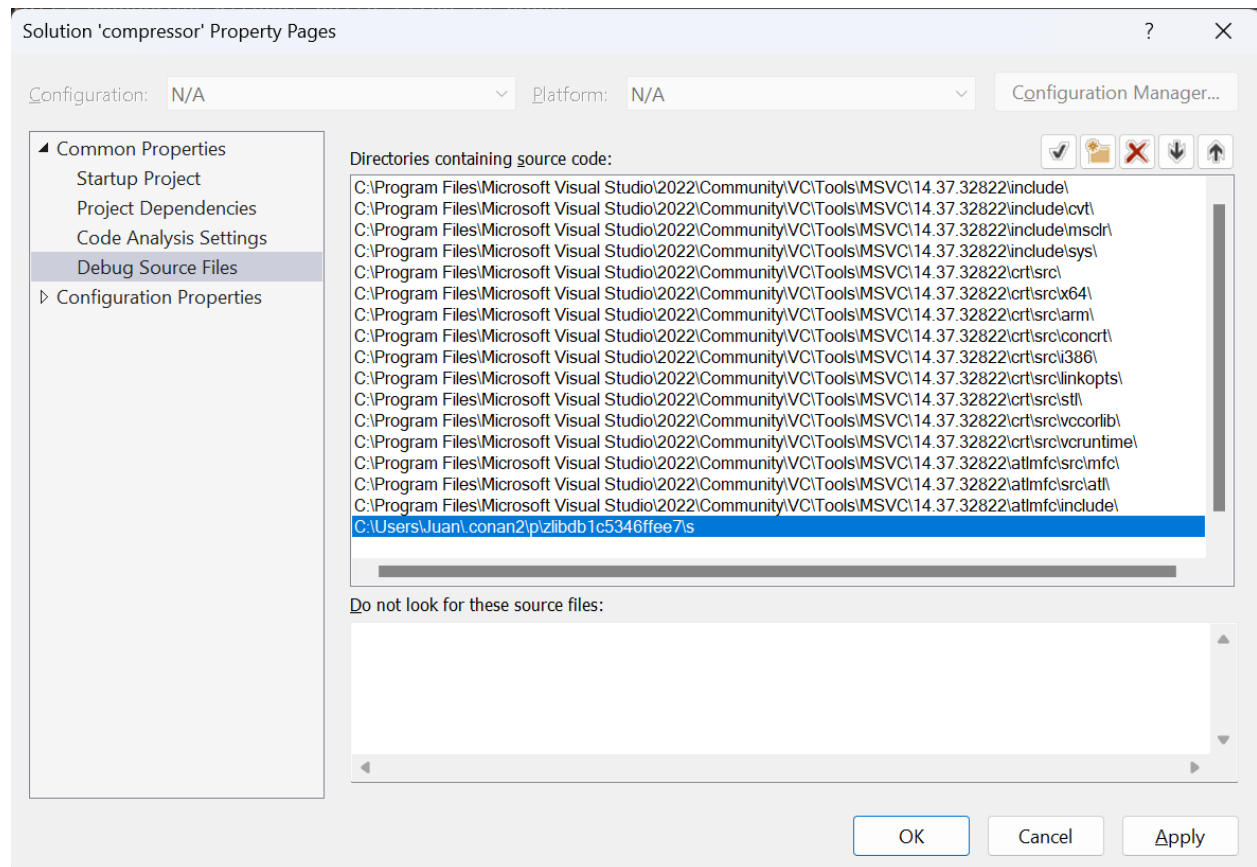 Solution 'compressor' Property Pages
?
Configuration: N/A Platform: N/A Configuration Manager...
Common Properties
Startup Project
Project Dependencies
Code Analysis Settings
Debug Source Files
Configuration Properties
Directories containing source code:
C:\Program Files\Microsoft Visual Studio\2022\Community\VC\Tools\MSVC\14.37.32822\include\
C:\Program Files\Microsoft Visual Studio\2022\Community\VC\Tools\MSVC\14.37.32822\include\cvt\
C:\Program Files\Microsoft Visual Studio\2022\Community\VC\Tools\MSVC\14.37.32822\include\msclr\
C:\Program Files\Microsoft Visual Studio\2022\Community\VC\Tools\MSVC\14.37.32822\include\sys\
C:\Program Files\Microsoft Visual Studio\2022\Community\VC\Tools\MSVC\14.37.32822\crt\src\
C:\Program Files\Microsoft Visual Studio\2022\Community\VC\Tools\MSVC\14.37.32822\crt\src\x64\
C:\Program Files\Microsoft Visual Studio\2022\Community\VC\Tools\MSVC\14.37.32822\crt\src\arm\
C:\Program Files\Microsoft Visual Studio\2022\Community\VC\Tools\MSVC\14.37.32822\crt\src\concrt\
C:\Program Files\Microsoft Visual Studio\2022\Community\VC\Tools\MSVC\14.37.32822\crt\src\i386\
C:\Program Files\Microsoft Visual Studio\2022\Community\VC\Tools\MSVC\14.37.32822\crt\src\linkopts\
C:\Program Files\Microsoft Visual Studio\2022\Community\VC\Tools\MSVC\14.37.32822\crt\src\stl\
C:\Program Files\Microsoft Visual Studio\2022\Community\VC\Tools\MSVC\14.37.32822\crt\src\vccorlib\
C:\Program Files\Microsoft Visual Studio\2022\Community\VC\Tools\MSVC\14.37.32822\crt\src\vcruntime\
C:\Program Files\Microsoft Visual Studio\2022\Community\VC\Tools\MSVC\14.37.32822\atlmfc\src\mfc\
C:\Program Files\Microsoft Visual Studio\2022\Community\VC\Tools\MSVC\14.37.32822\atlmfc\src\atl\
C:\Program Files\Microsoft Visual Studio\2022\Community\VC\Tools\MSVC\14.37.32822\atlmfc\include\
C:\Users\Juan\.conan2\p\zlibdb1c5346ffee7\s
Do not look for these source files:
OK Cancel Apply